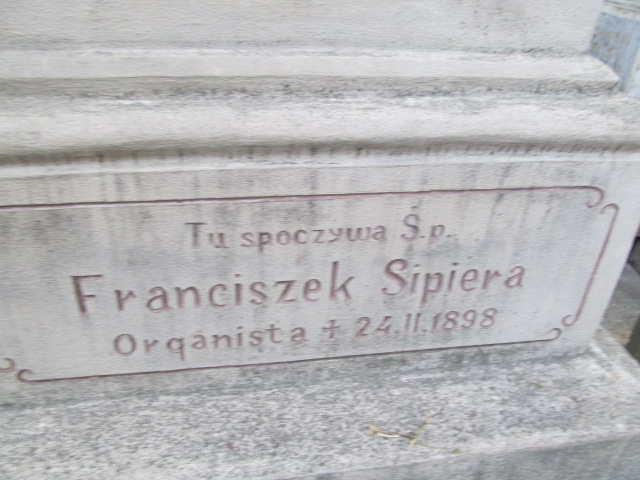 Tu spoczywa Ś.p.
Franciszek Sipiera
Organista + 24.II.1898